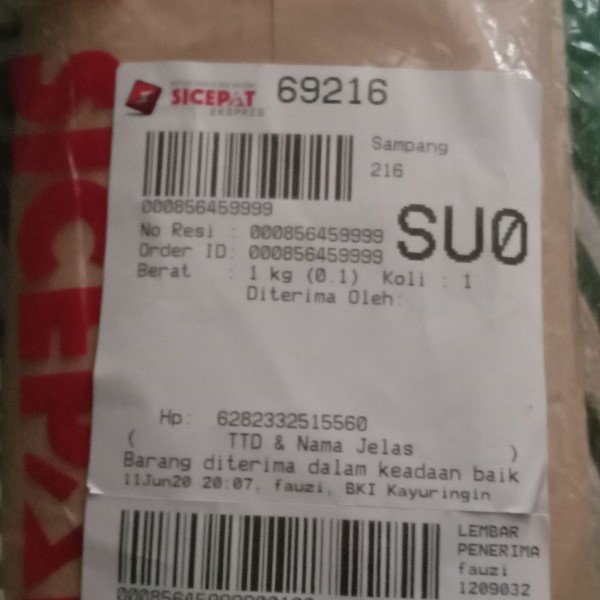 SICEPAT
SICEPAT 69216
EKSPRES
Sampang
216
000856459999
No Resi : 000856459999
SU0
Order ID: 000856459999
Berat : 1 kg (0.1) Koli : 1
Diterima Oleh:
Hp: 6282332515560
( TTD & Nama Jelas )
Barang diterima dalam keadaan baik
11Jun20 20:07, fauzi, BKI Kayuringin
LEMBAR
PENERIMA
fauzi
1209032